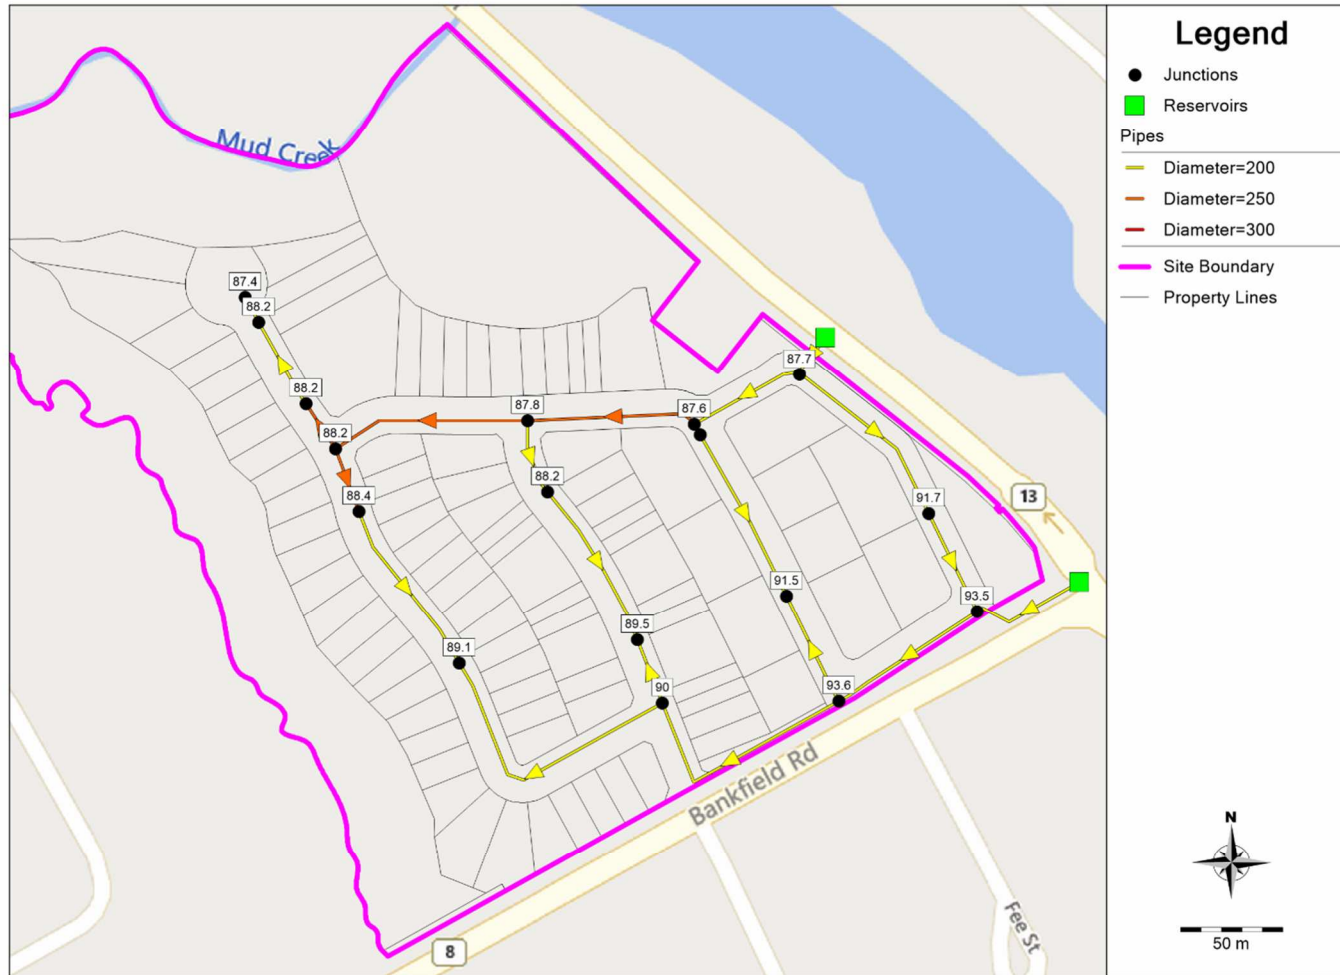 Legend
Junctions
Reservoirs
Pipes
Diameter=200
Diameter=250
Diameter=300
Site Boundary
Property Lines
Mud Creek
87.4
88.2
88.2
88.2
88.4
87.8
88.2
87.6
87.7
91.7
13
91.5
93.5
89.5
89.1
90
93.6
Bankfield Rd
Fee St
8
N
50 m